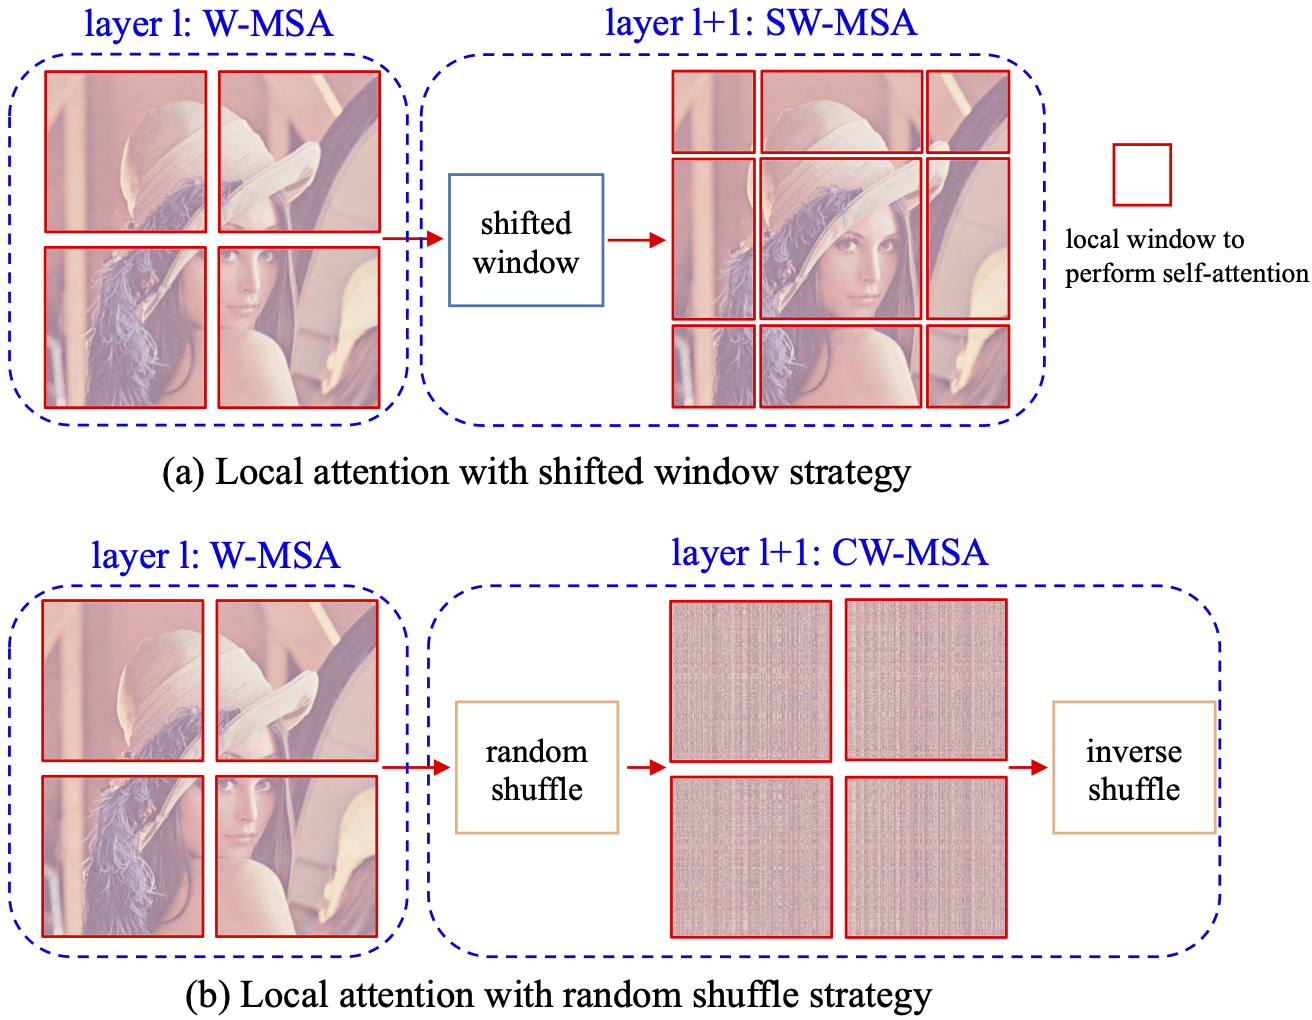 layer l: W-MSA
layer l+1: SW-MSA
shifted
window
local window to
perform self-attention
(a) Local attention with shifted window strategy
layer l: W-MSA
layer l+1: CW-MSA
random
shuffle
inverse
shuffle
(b) Local attention with random shuffle strategy